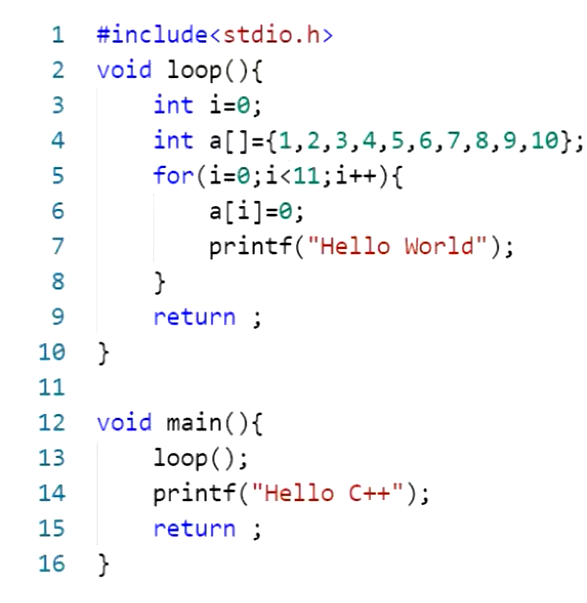 1 #include<stdio.h>
2 void loop(){
3     int i=0;
4     int a[]={1,2,3,4,5,6,7,8,9,10};
5     for(i=0;i<11;i++){
6         a[i]=0;
7         printf("Hello World");
8     }
9     return ;
10 }
11
12 void main(){
13     loop();
14     printf("Hello C++");
15     return ;
16 }